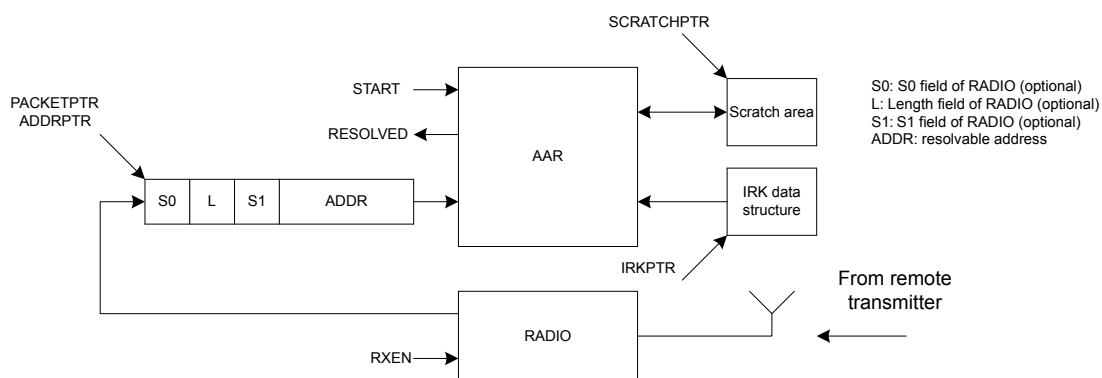 SCRATCHPTR
S0: S0 field of RADIO (optional)
L: Length field of RADIO (optional)
S1: S1 field of RADIO (optional)
ADDR: resolvable address
START
PACKETPTR
ADDRPTR
Scratch area
RESOLVED
AAR
S0 L S1 ADDR
IRK data
structure
IRKPTR
From remote
transmitter
RADIO
RXEN